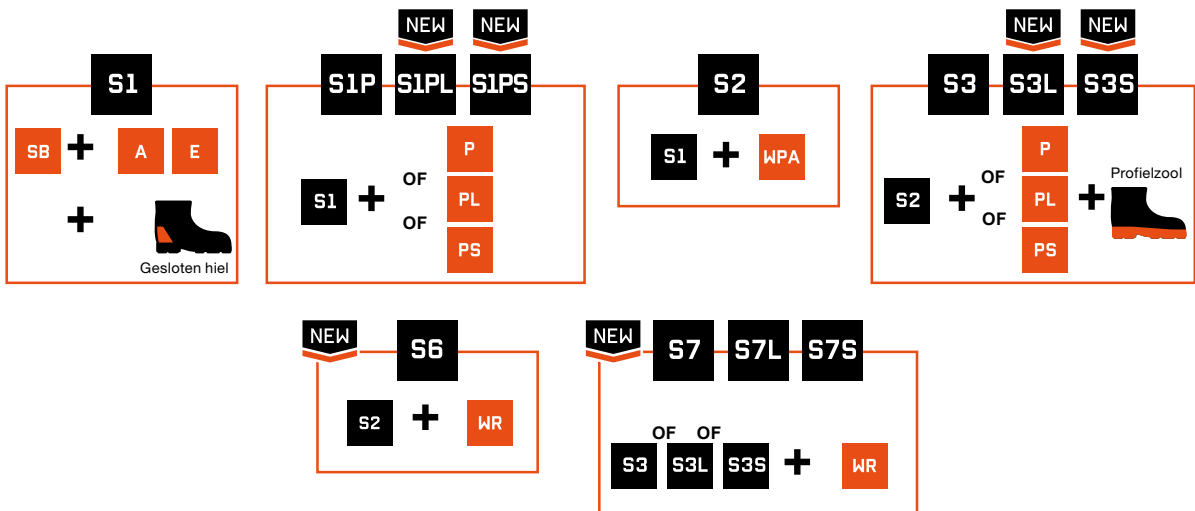 NEW NEW
S1
SB A E
Gesloten hiel
S1P S1PL S1PS
P
OF
S1 PL
OF
PS
S2
S1 WPA
NEW NEW
S3 S3L S3S
P
Profielzool
OF
S2 PL
OF
PS
NEW
S6
S2 WR
NEW
S7 S7L S7S
OF OF
S3 S3L S3S WR